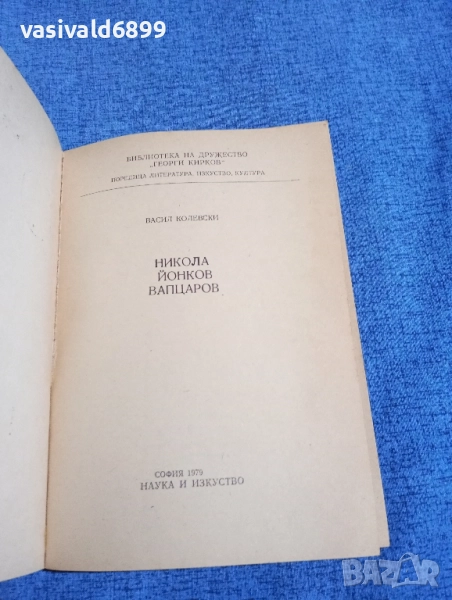 vasivald6899
БИБЛИОТЕКА НА ДРУЖЕСТВО
„ГЕОРГИ КИРКОВ“
ПОРЕДИЦА ЛИТЕРАТУРА, ИЗКУСТВО, КУЛТУРА
ВАСИЛ КОЛЕВСКИ
НИКОЛА
ЙОНКОВ
ВАПЦАРОВ
СОФИЯ 1979
НАУКА И ИЗКУСТВО
BAZAR